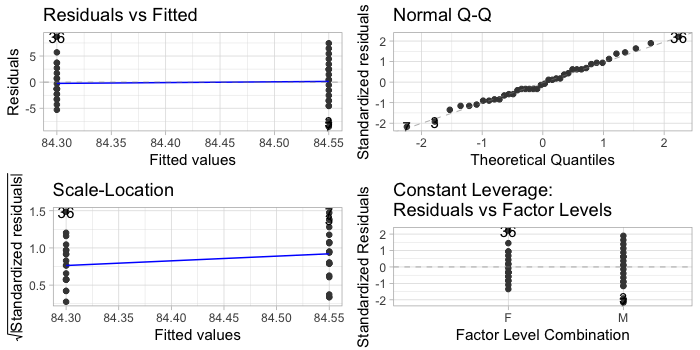 Residuals vs Fitted
36
5
0
-5
Residuals
84.30
84.35
84.40
84.45
84.50
84.55
Fitted values
Normal Q-Q
36
7
3
2
1
0
-1
-2
Standardized residuals
-2
-1
0
1
2
Theoretical Quantiles
Scale-Location
36
1.5
1.0
0.5
√|Standardized residuals|
84.30
84.35
84.40
84.45
84.50
84.55
Fitted values
Constant Leverage:
Residuals vs Factor Levels
36
2
1
0
-1
-2
Standardized Residuals
F
M
Factor Level Combination